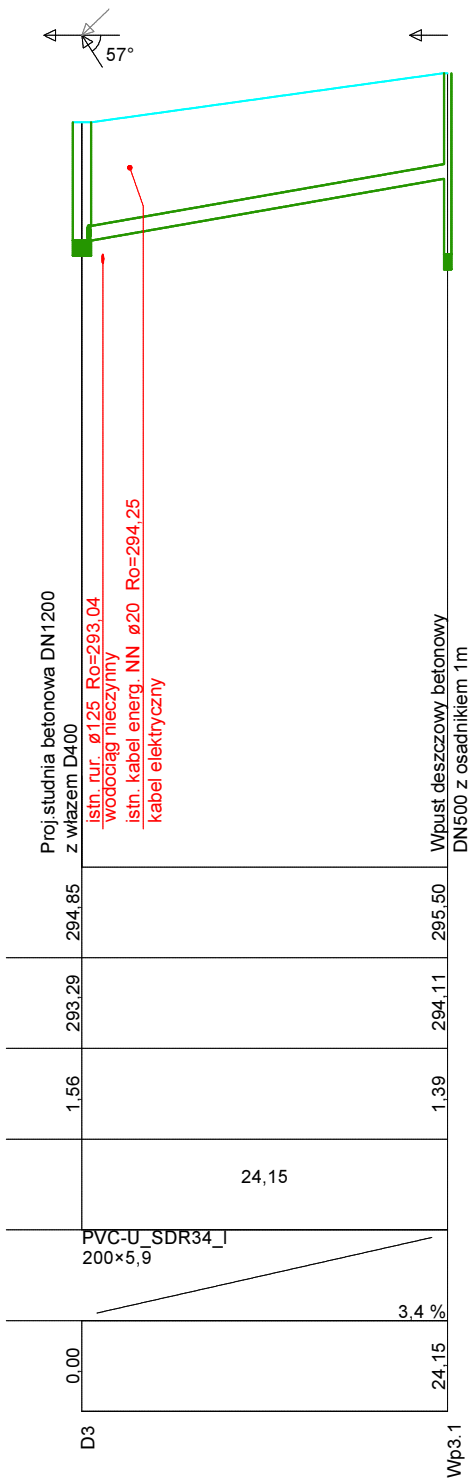 57°
Proj.studnia betonowa DN1200
z włazem D400
istn. rur. ø125 Ro=293,04
wodociąg nieczynny
istn. kabel energ. NN ø20 Ro=294,25
kabel elektryczny
Wpust deszczowy betonowy
DN500 z osadnikiem 1m
294,85
295,50
293,29
294,11
1,56
1,39
24,15
PVC-U_SDR34_I
200×5,9
3,4 %
0,00
24,15
D3
Wp3.1